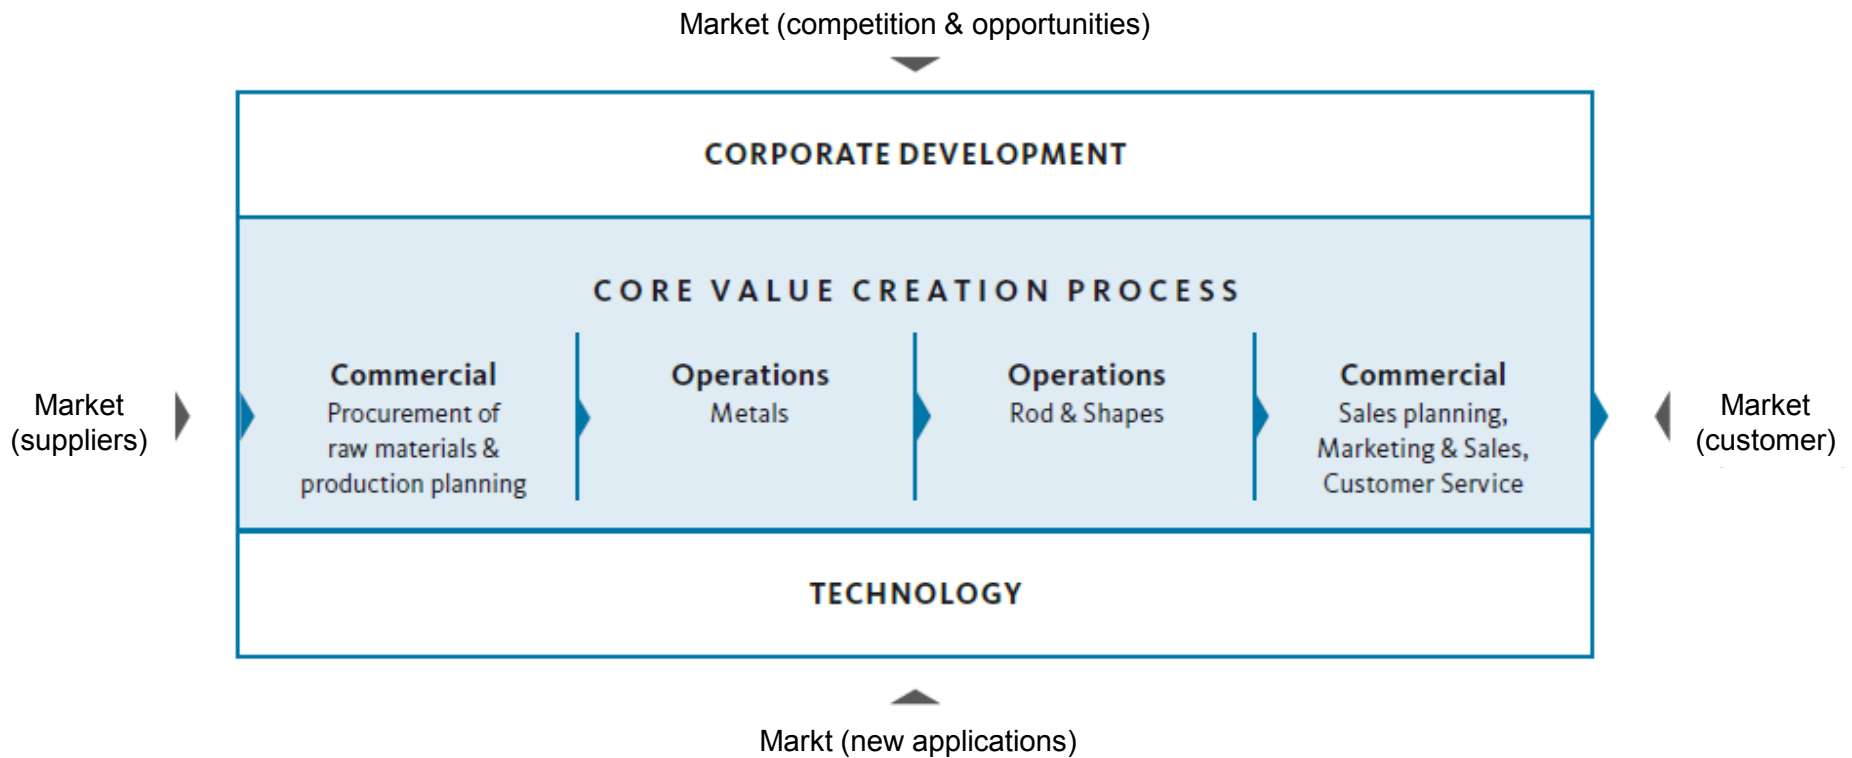 Market (competition & opportunities)
CORPORATE DEVELOPMENT
CORE VALUE CREATION PROCESS
Market
(suppliers)
Commercial
Procurement of
raw materials &
production planning
Operations
Metals
Operations
Rod & Shapes
Commercial
Sales planning,
Marketing & Sales,
Customer Service
Market
(customer)
TECHNOLOGY
Markt (new applications)